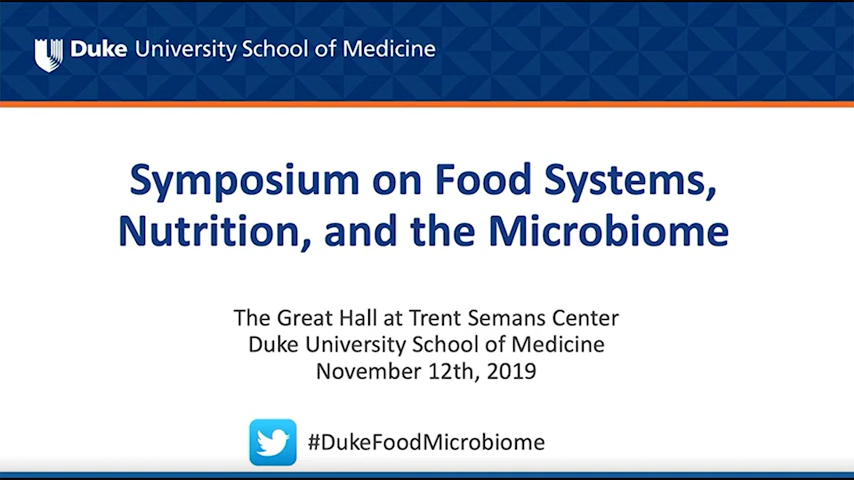 Duke University School of Medicine
Symposium on Food Systems,
Nutrition, and the Microbiome
The Great Hall at Trent Semans Center
Duke University School of Medicine
November 12th, 2019
#DukeFoodMicrobiome